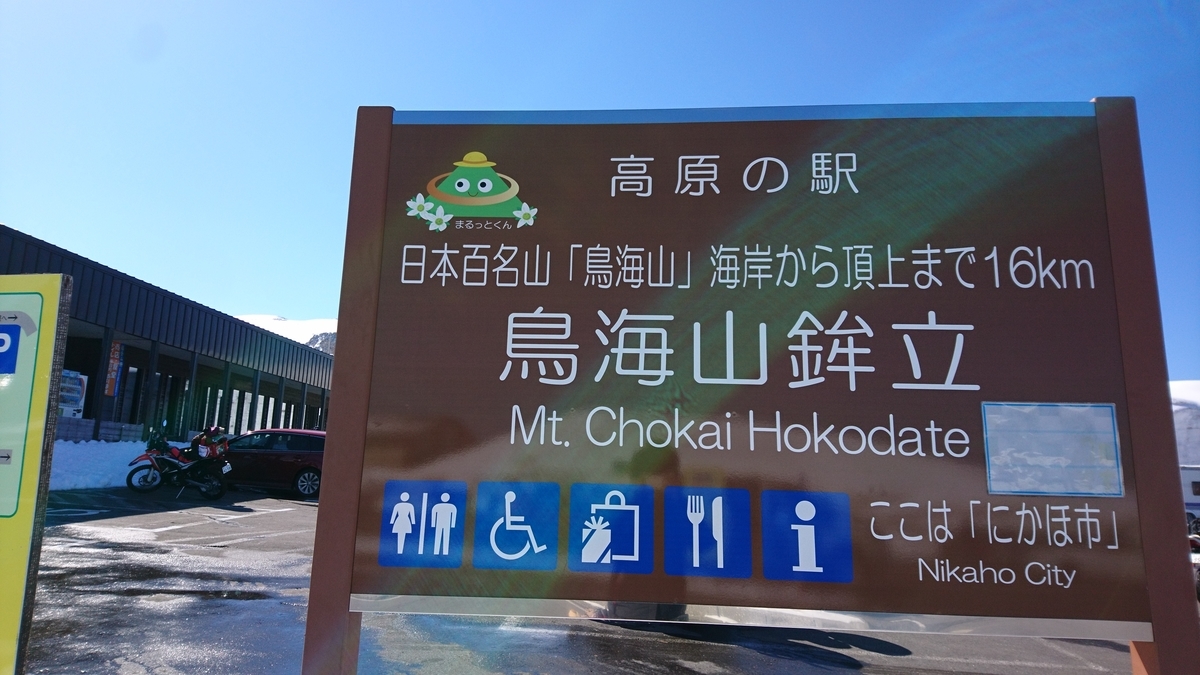 高原の駅
まるっとくん
日本百名山「鳥海山」海岸から頂上まで16km
鳥海山鉾立
Mt. Chokai Hokodate
ここは「にかほ市」
Nikaho City
P